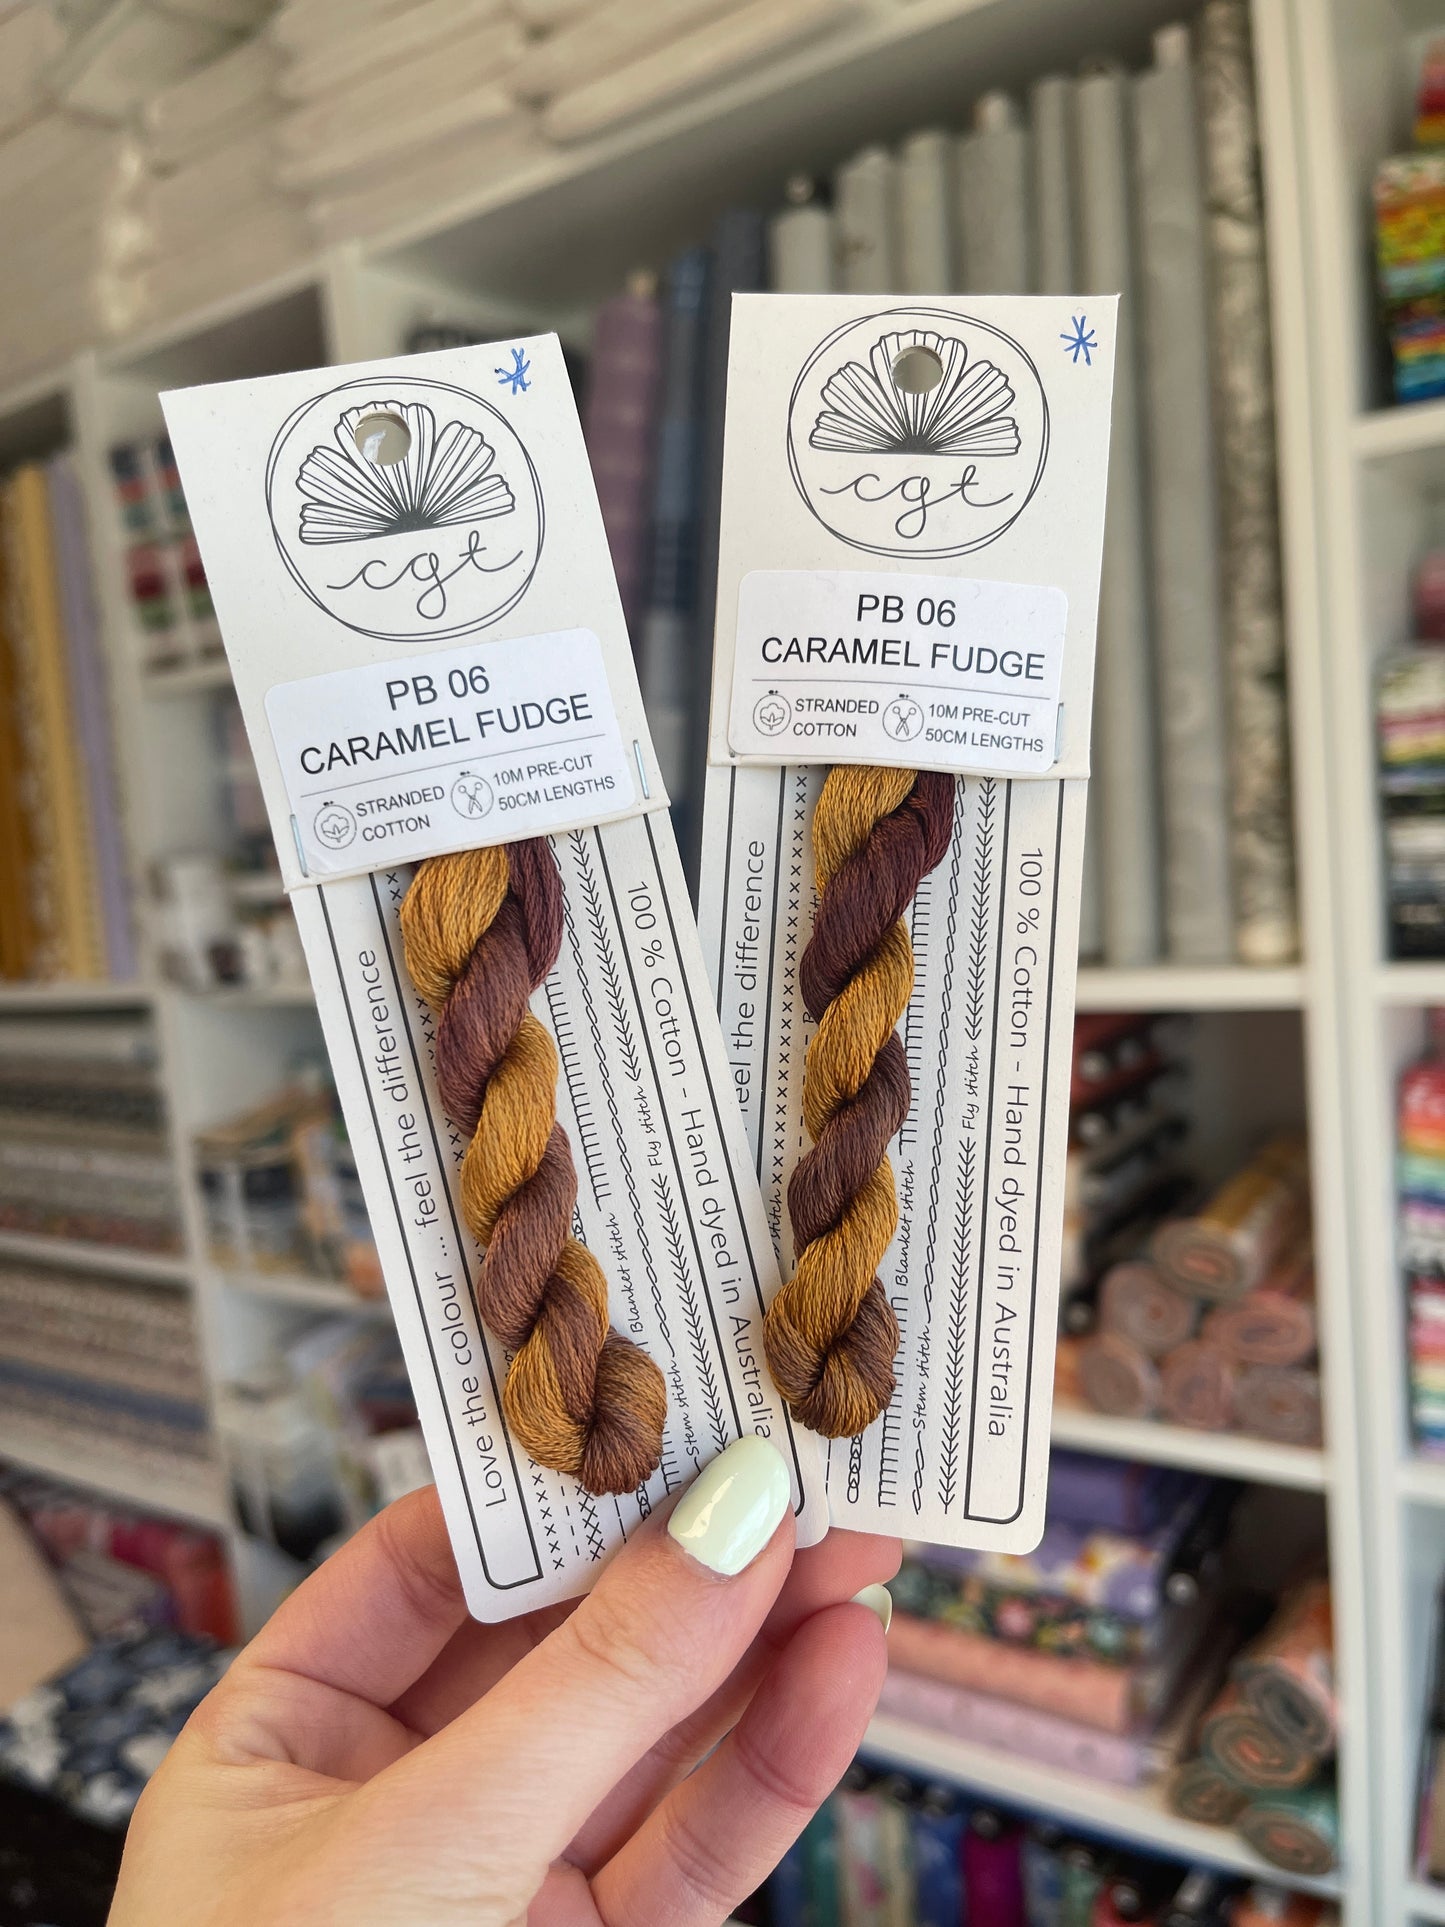 cgt
PB 06
CARAMEL FUDGE
STRANDED
COTTON
10M PRE-CUT
50CM LENGTHS
Love the colour ... feel the difference
Blanket stitch
Stem stitch
Fly stitch
100 % Cotton - Hand dyed in Australia
cgt
PB 06
CARAMEL FUDGE
STRANDED
COTTON
10M PRE-CUT
50CM LENGTHS
eel the difference
stitch
Blanket stitch
Stem stitch
Fly stitch
100 % Cotton - Hand dyed in Australia